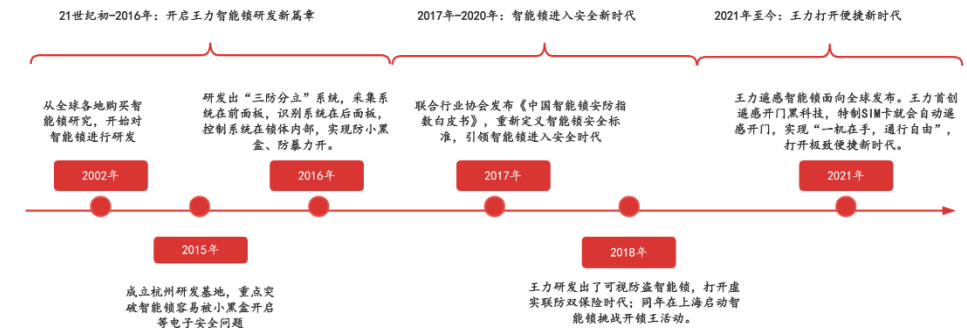 21世纪初-2016年：开启王力智能锁研发新篇章
2017年-2020年：智能锁进入安全新时代
2021年至今：王力打开便捷新时代
从全球各地购买智
能锁研究，开始对
智能锁进行研发
2002年
研发出“三防分立”系统，采集系
统在前面板，识别系统在后面板，
控制系统在锁体内部，实现防小黑
盒、防暴力开。
2016年
联合行业协会发布《中国智能锁安防指
数白皮书》，重新定义智能锁安全标
准，引领智能锁进入安全时代
2017年
王力遥感智能锁面向全球发布。王力首创
遥感开门黑科技，特制SIM卡就会自动遥
感开门，实现“一机在手，通行自由”，
打开极致便捷新时代。
2021年
2015年
成立杭州研发基地，重点突
破智能锁容易被小黑盒开启
等电子安全问题
2018年
王力研发出了可视防盗智能锁，打开虚
实联防双保险时代；同年在上海启动智
能锁挑战开锁王活动。